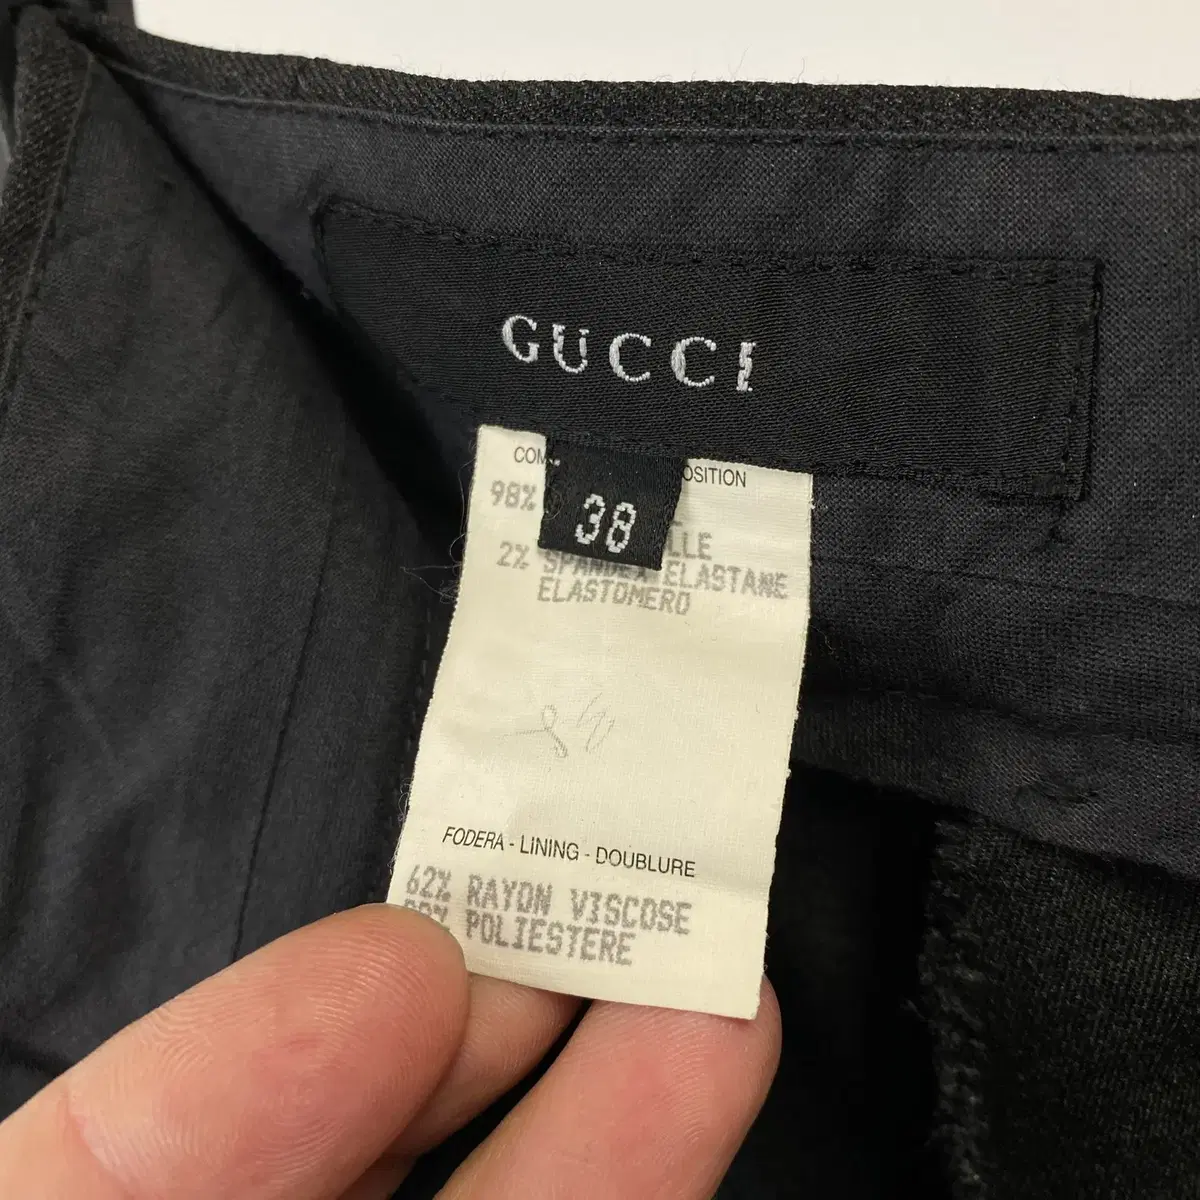 GUCCI
38
COM OSITION
98%
LLE
2% SPANDEX ELASTANE
ELASTOMERO
FODERA - LINING - DOUBLURE
62% RAYON VISCOSE
POLIESTERE